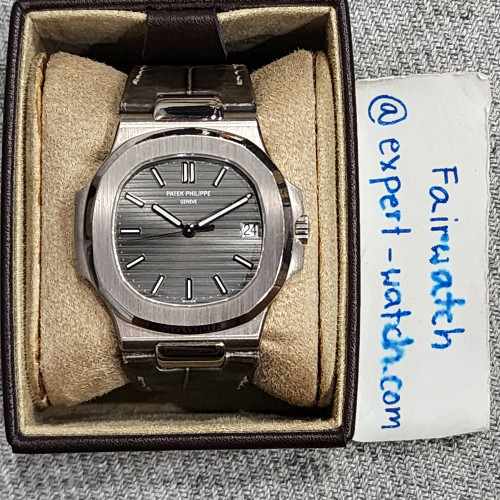 PATEK PHILIPPE
GENEVE
24
Fairwatch
@expert-watch.com